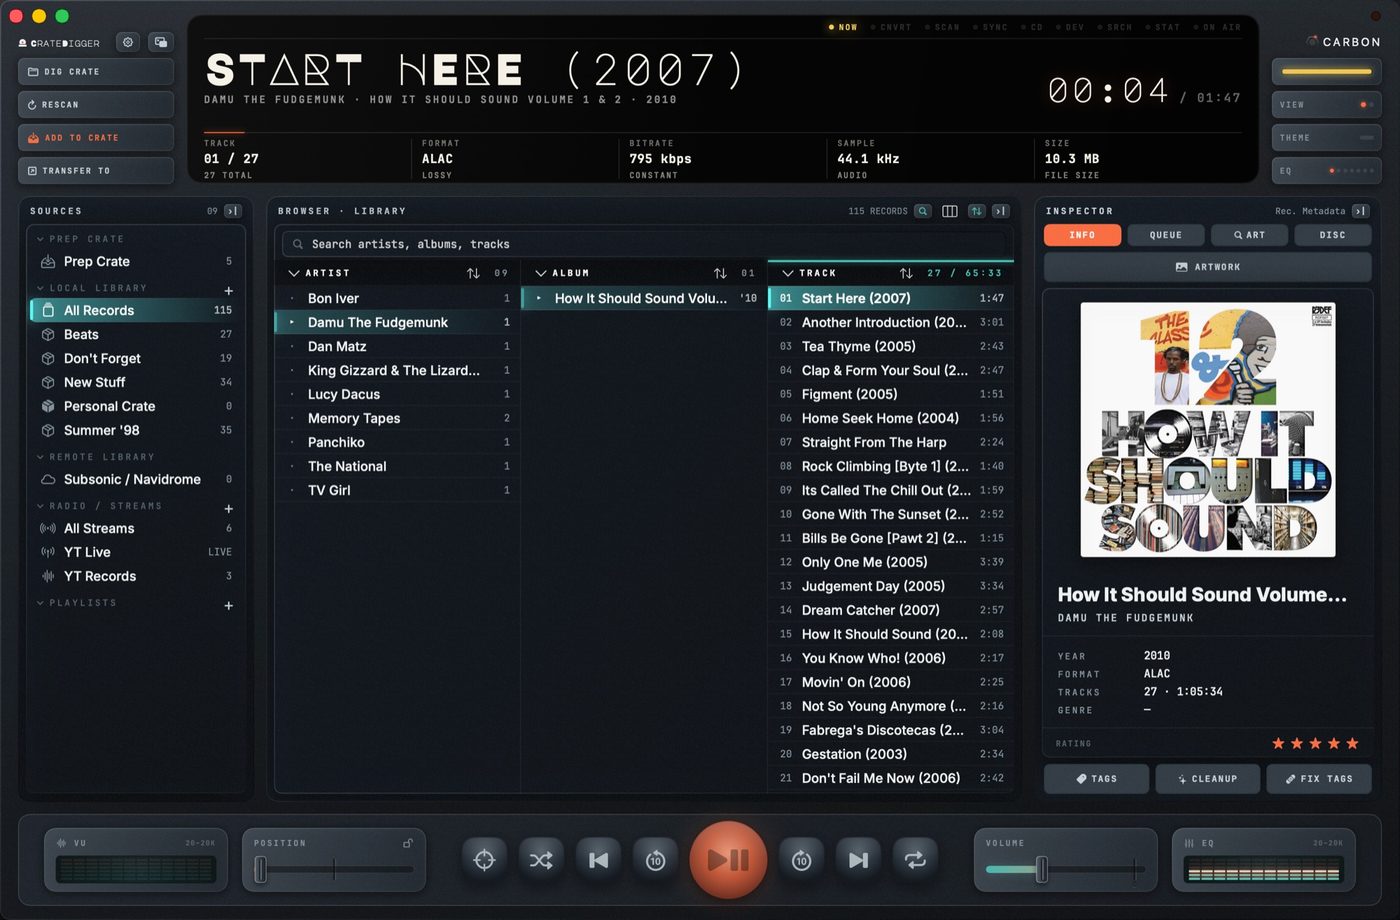 CRATEDIGGER
DIG CRATE
RESCAN
ADD TO CRATE
TRANSFER TO
NOW CNVRT SCAN SYNC CD DEV SRCH STAT ON AIR
START HERE (2007)
DAMU THE FUDGEMUNK · HOW IT SHOULD SOUND VOLUME 1 & 2 · 2010
00:04 / 01:47
TRACK
01 / 27
27 TOTAL
FORMAT
ALAC
LOSSY
BITRATE
795 kbps
CONSTANT
SAMPLE
44.1 kHz
AUDIO
SIZE
10.3 MB
FILE SIZE
CARBON
VIEW
THEME
EQ
SOURCES 09
PREP CRATE
Prep Crate 5
LOCAL LIBRARY +
All Records 115
Beats 27
Don't Forget 19
New Stuff 34
Personal Crate 0
Summer '98 35
REMOTE LIBRARY
Subsonic / Navidrome 0
RADIO / STREAMS +
All Streams 6
YT Live LIVE
YT Records 3
PLAYLISTS +
BROWSER · LIBRARY 115 RECORDS
Search artists, albums, tracks
ARTIST 09
Bon Iver 1
Damu The Fudgemunk 1
Dan Matz 1
King Gizzard & The Lizard... 1
Lucy Dacus 1
Memory Tapes 2
Panchiko 1
The National 1
TV Girl 1
ALBUM 01
How It Should Sound Volu... '10
TRACK 27 / 65:33
01 Start Here (2007) 1:47
02 Another Introduction (20... 3:01
03 Tea Thyme (2005) 2:43
04 Clap & Form Your Soul (2... 2:47
05 Figment (2005) 1:51
06 Home Seek Home (2004) 1:56
07 Straight From The Harp 2:24
08 Rock Climbing [Byte 1] (2... 1:40
09 Its Called The Chill Out (2... 1:59
10 Gone With The Sunset (2... 2:52
11 Bills Be Gone [Pawt 2] (2... 1:15
12 Only One Me (2005) 3:39
13 Judgement Day (2005) 3:34
14 Dream Catcher (2007) 2:57
15 How It Should Sound (20... 2:08
16 You Know Who! (2006) 2:17
17 Movin' On (2006) 2:25
18 Not So Young Anymore (... 2:16
19 Fabrega's Discotecas (2... 3:04
20 Gestation (2003) 2:34
21 Don't Fail Me Now (2006) 2:42
INSPECTOR Rec. Metadata
INFO QUEUE ART DISC
ARTWORK
1&2
HOW IT
SHOULD
SOUND
How It Should Sound Volume...
DAMU THE FUDGEMUNK
YEAR 2010
FORMAT ALAC
TRACKS 27 · 1:05:34
GENRE —
RATING
TAGS CLEANUP FIX TAGS
VU 20-20K
POSITION
10
10
VOLUME
EQ 20-20K